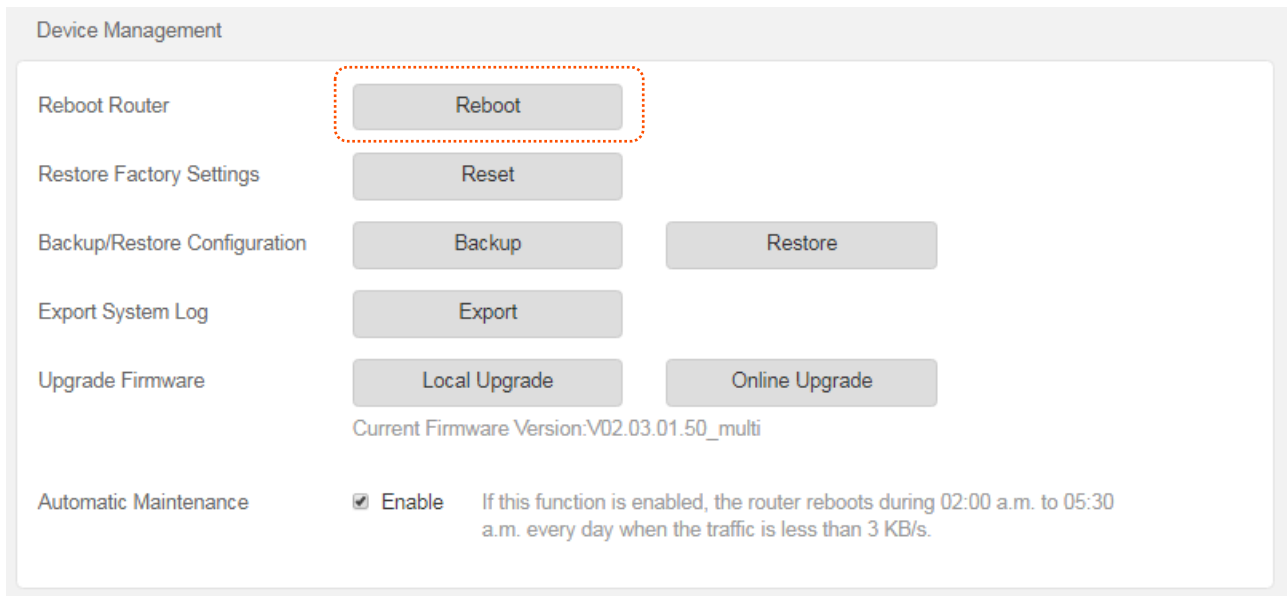 Device Management
Reboot Router Reboot
Restore Factory Settings Reset
Backup/Restore Configuration Backup Restore
Export System Log Export
Upgrade Firmware Local Upgrade Online Upgrade
Current Firmware Version:V02.03.01.50_multi
Automatic Maintenance Enable If this function is enabled, the router reboots during 02:00 a.m. to 05:30
a.m. every day when the traffic is less than 3 KB/s.